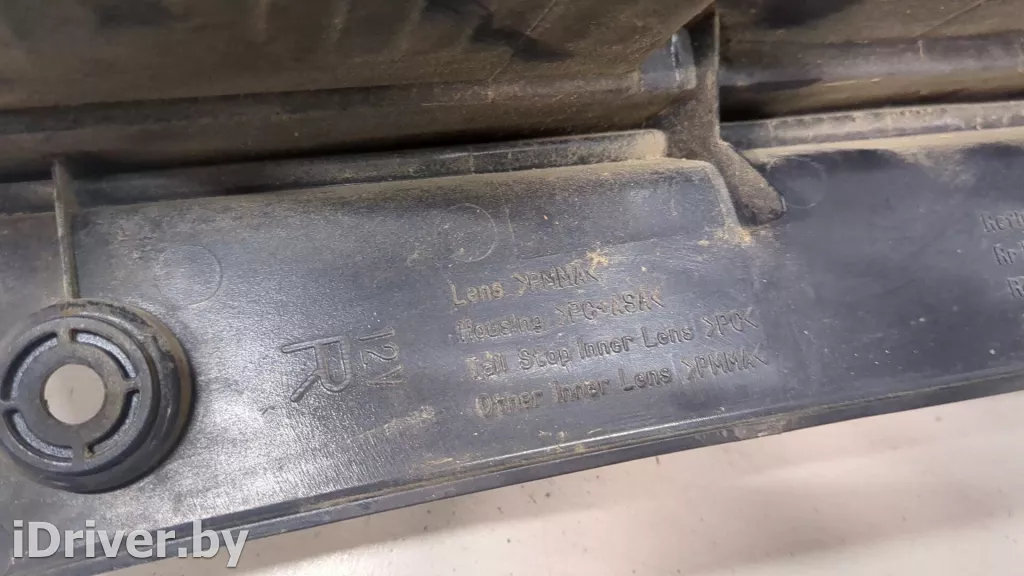 Lens >PMMA<
Housing >PC+ASA<
Tail Stop Inner Lens >PC<
Other Inner Lens >PMMA<
12V
R
iDriver.by